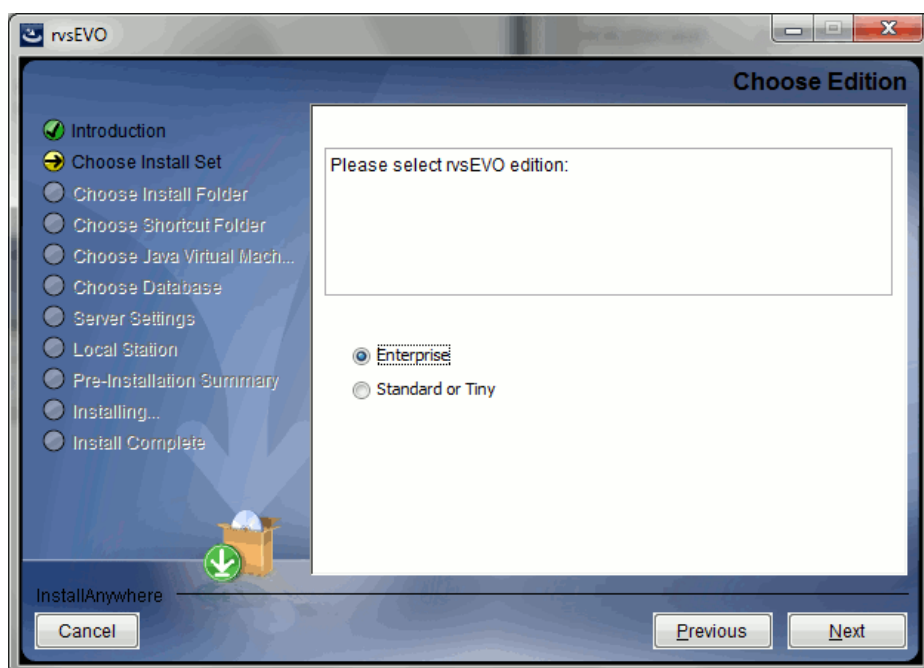 rvsEVO
Choose Edition
Introduction
Choose Install Set
Choose Install Folder
Choose Shortcut Folder
Choose Java Virtual Mach...
Choose Database
Server Settings
Local Station
Pre-Installation Summary
Installing...
Install Complete
Please select rvsEVO edition:
Enterprise
Standard or Tiny
InstallAnywhere
Cancel
Previous
Next